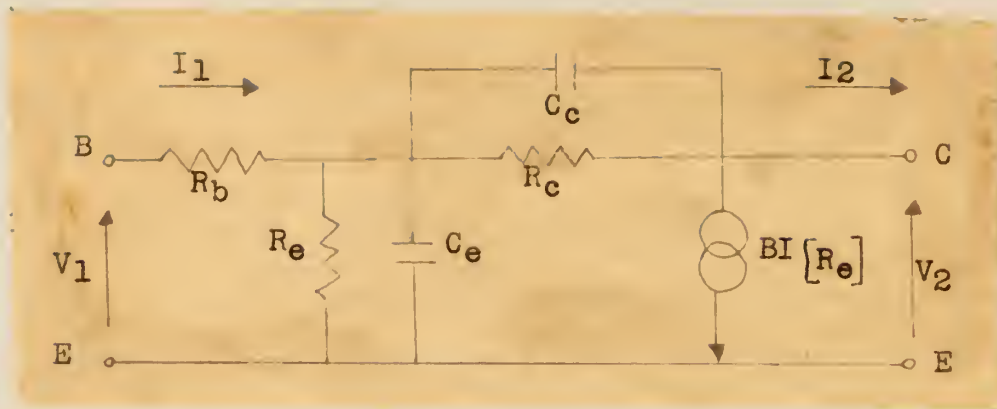 I1 I2
Cc
B C
Rb Rc
Re Ce BI [Re]
V1 V2
E E